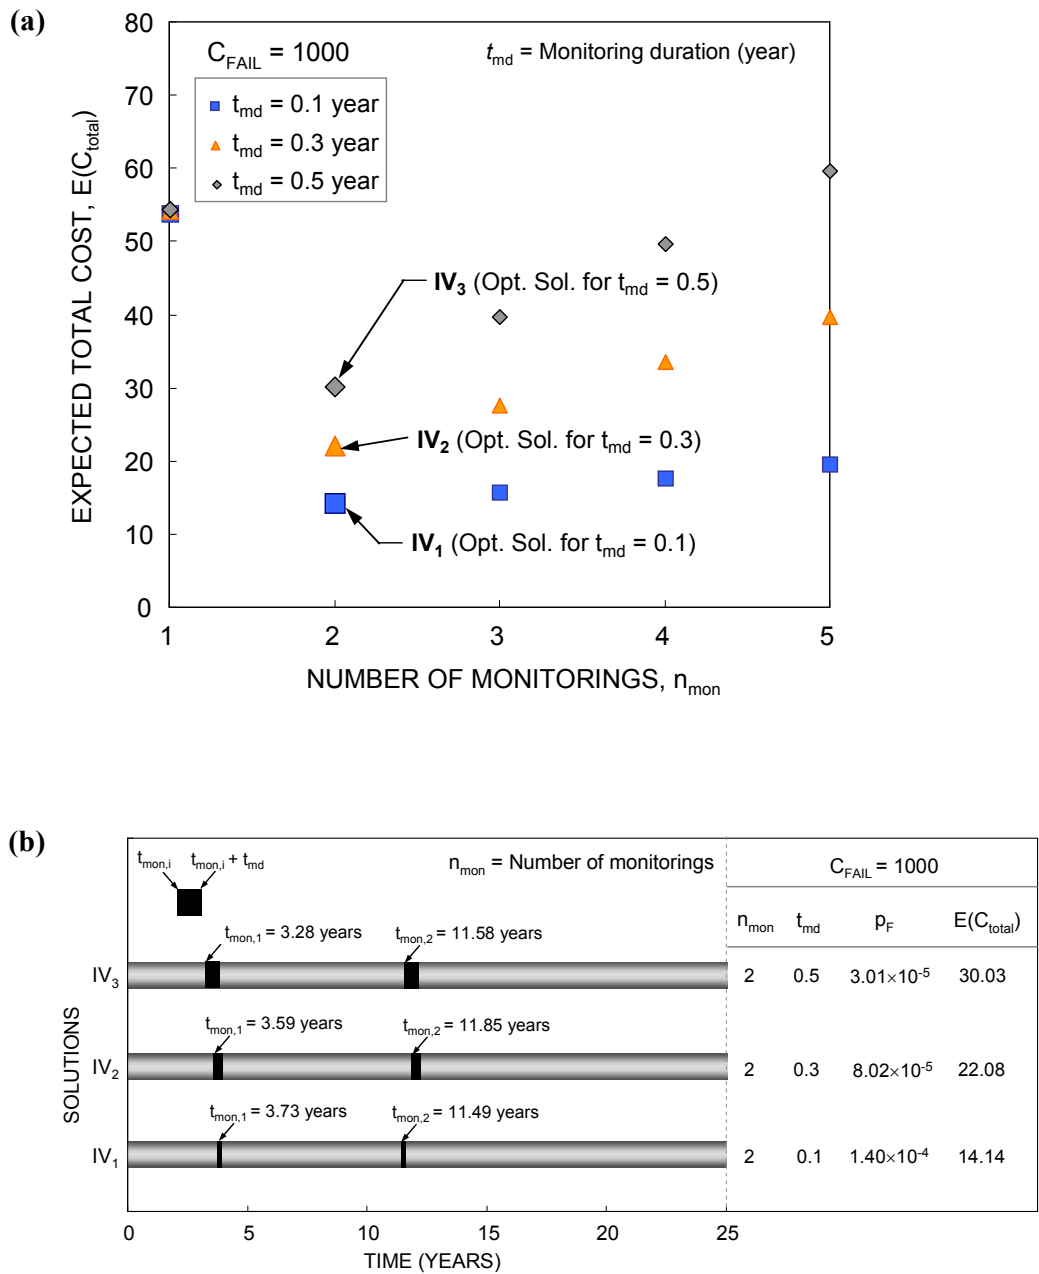 (a)
80
70
60
50
40
30
20
10
0
EXPECTED TOTAL COST, E(C_total)
C_FAIL = 1000
t_md = Monitoring duration (year)
t_md = 0.1 year
t_md = 0.3 year
t_md = 0.5 year
IV_3 (Opt. Sol. for t_md = 0.5)
IV_2 (Opt. Sol. for t_md = 0.3)
IV_1 (Opt. Sol. for t_md = 0.1)
1 2 3 4 5
NUMBER OF MONITORINGS, n_mon
(b)
t_mon,i t_mon,i + t_md
n_mon = Number of monitorings
C_FAIL = 1000
n_mon t_md p_F E(C_total)
t_mon,1 = 3.28 years t_mon,2 = 11.58 years
IV_3 2 0.5 3.01×10^-5 30.03
t_mon,1 = 3.59 years t_mon,2 = 11.85 years
IV_2 2 0.3 8.02×10^-5 22.08
t_mon,1 = 3.73 years t_mon,2 = 11.49 years
IV_1 2 0.1 1.40×10^-4 14.14
SOLUTIONS
0 5 10 15 20 25
TIME (YEARS)